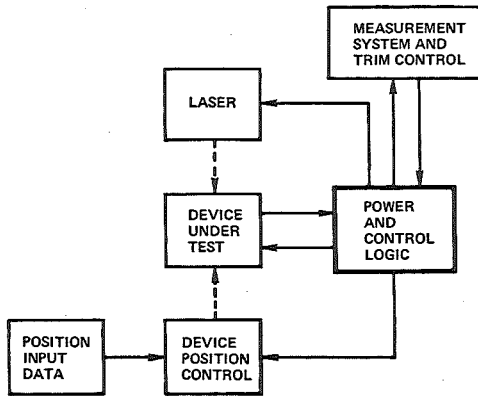 MEASUREMENT
SYSTEM AND
TRIM CONTROL
LASER
DEVICE
UNDER
TEST
POWER
AND
CONTROL
LOGIC
POSITION
INPUT
DATA
DEVICE
POSITION
CONTROL